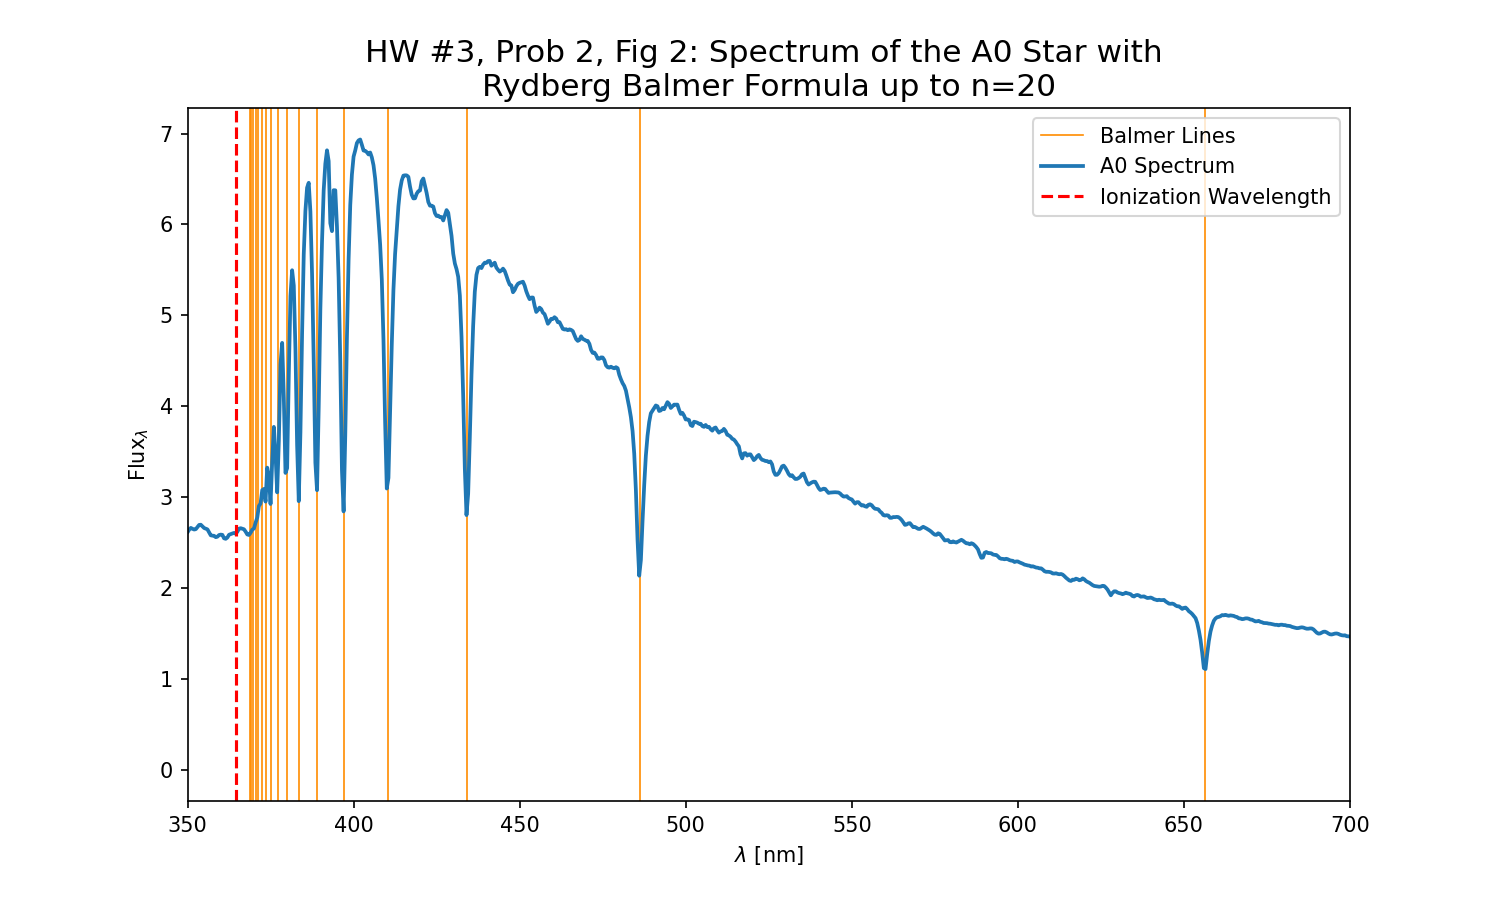 HW #3, Prob 2, Fig 2: Spectrum of the A0 Star with
Rydberg Balmer Formula up to n=20
Balmer Lines
A0 Spectrum
Ionization Wavelength
Fluxλ
7
6
5
4
3
2
1
0
350
400
450
500
550
600
650
700
λ [nm]